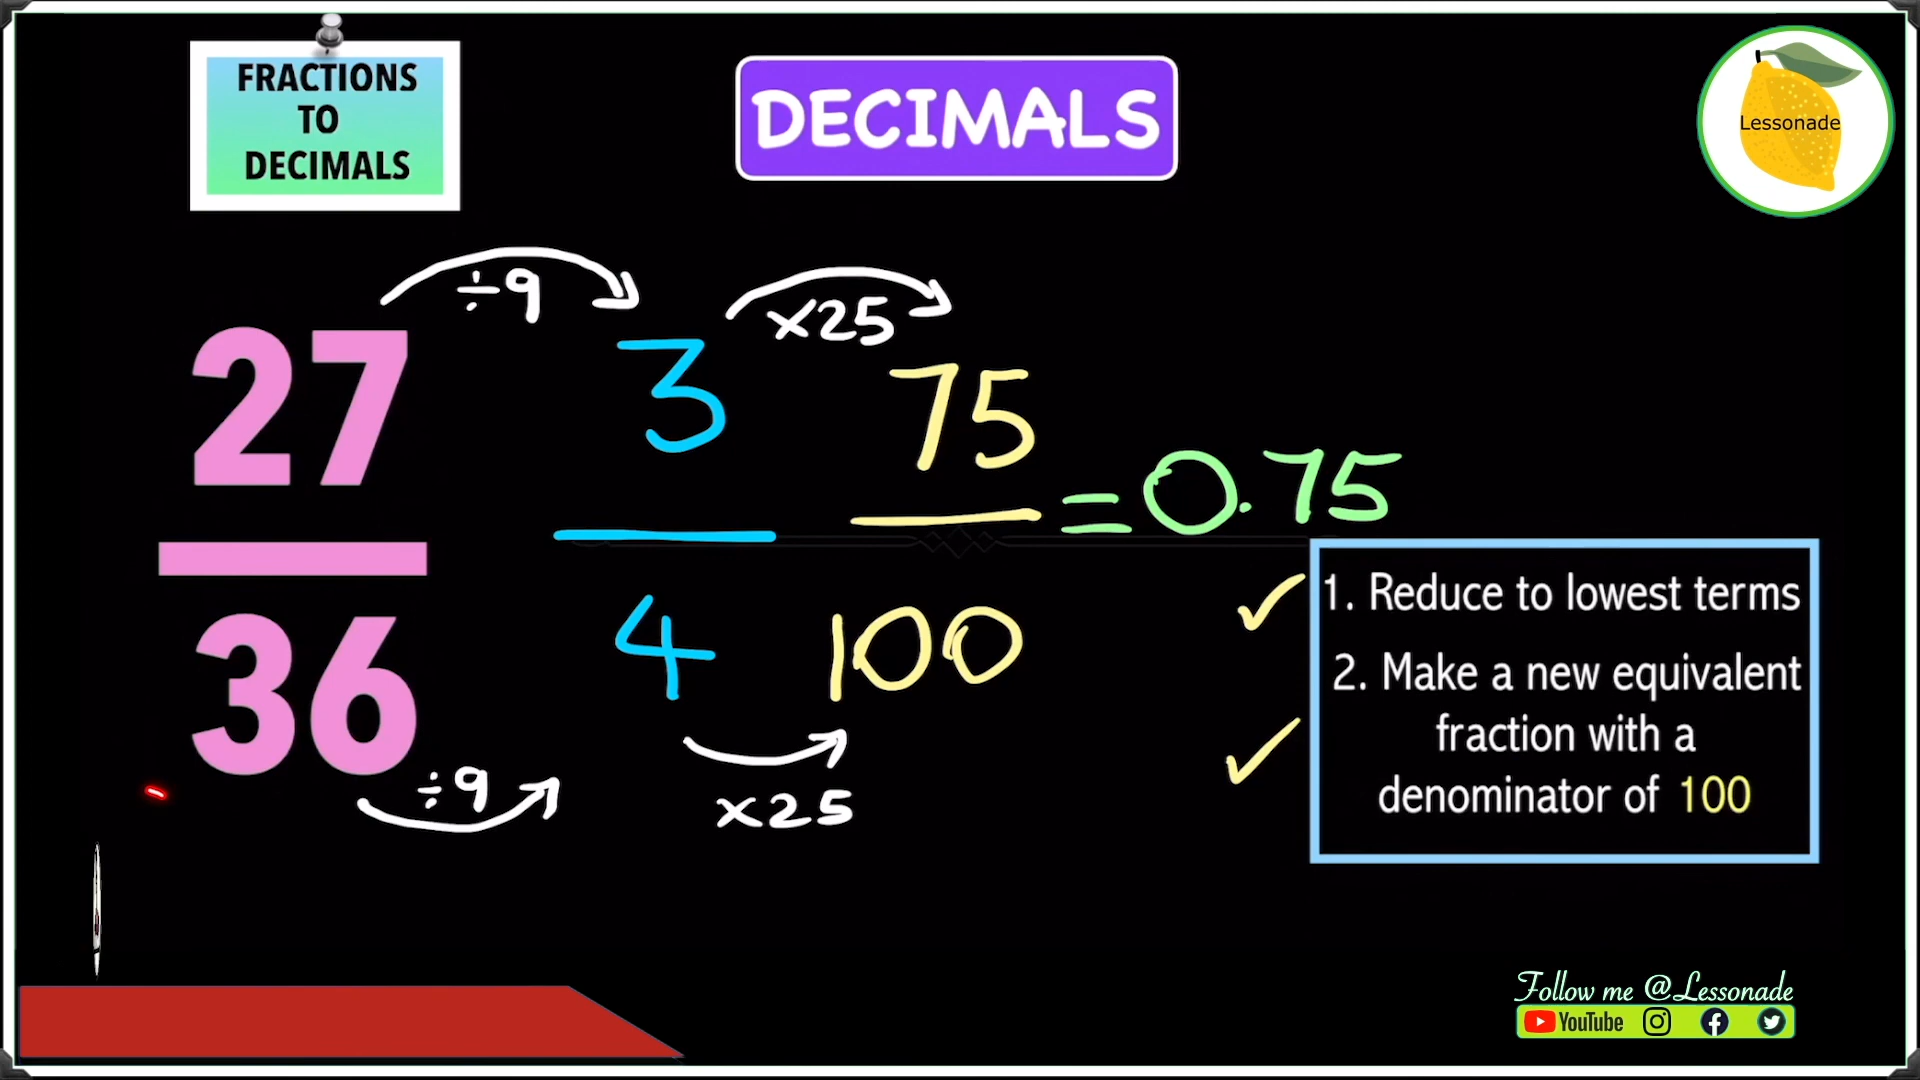 FRACTIONS
TO
DECIMALS
DECIMALS
Lessonade
÷9
×25
27
3
75
= 0.75
36
4
100
÷9
×25
1. Reduce to lowest terms
2. Make a new equivalent
fraction with a
denominator of 100
Follow me @Lessonade
YouTube